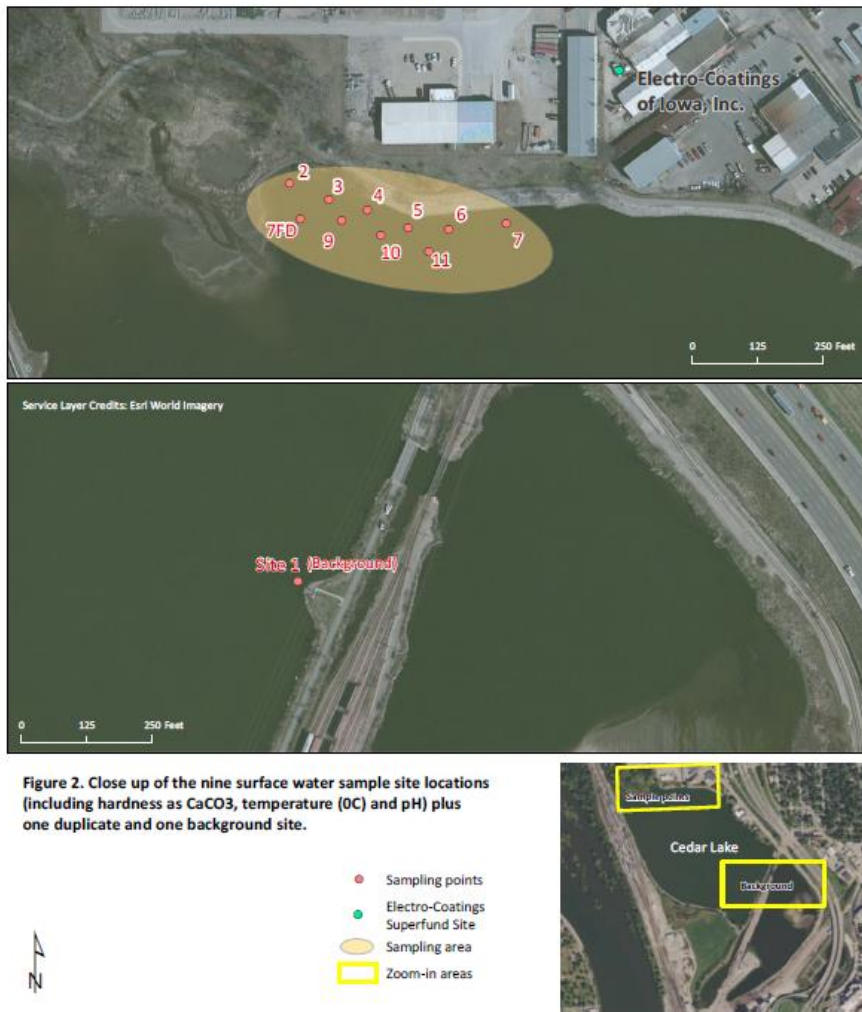 Electro-Coatings
of Iowa, Inc.
2
3
4
5
6
7
7FD
9
10
11
0 125 250 Feet
Service Layer Credits: Esri World Imagery
Site 1 (Background)
0 125 250 Feet
Figure 2. Close up of the nine surface water sample site locations
(including hardness as CaCO3, temperature (0C) and pH) plus
one duplicate and one background site.
Sampling points
Electro-Coatings
Superfund Site
Sampling area
Zoom-in areas
N
Sample points
Cedar Lake
Background